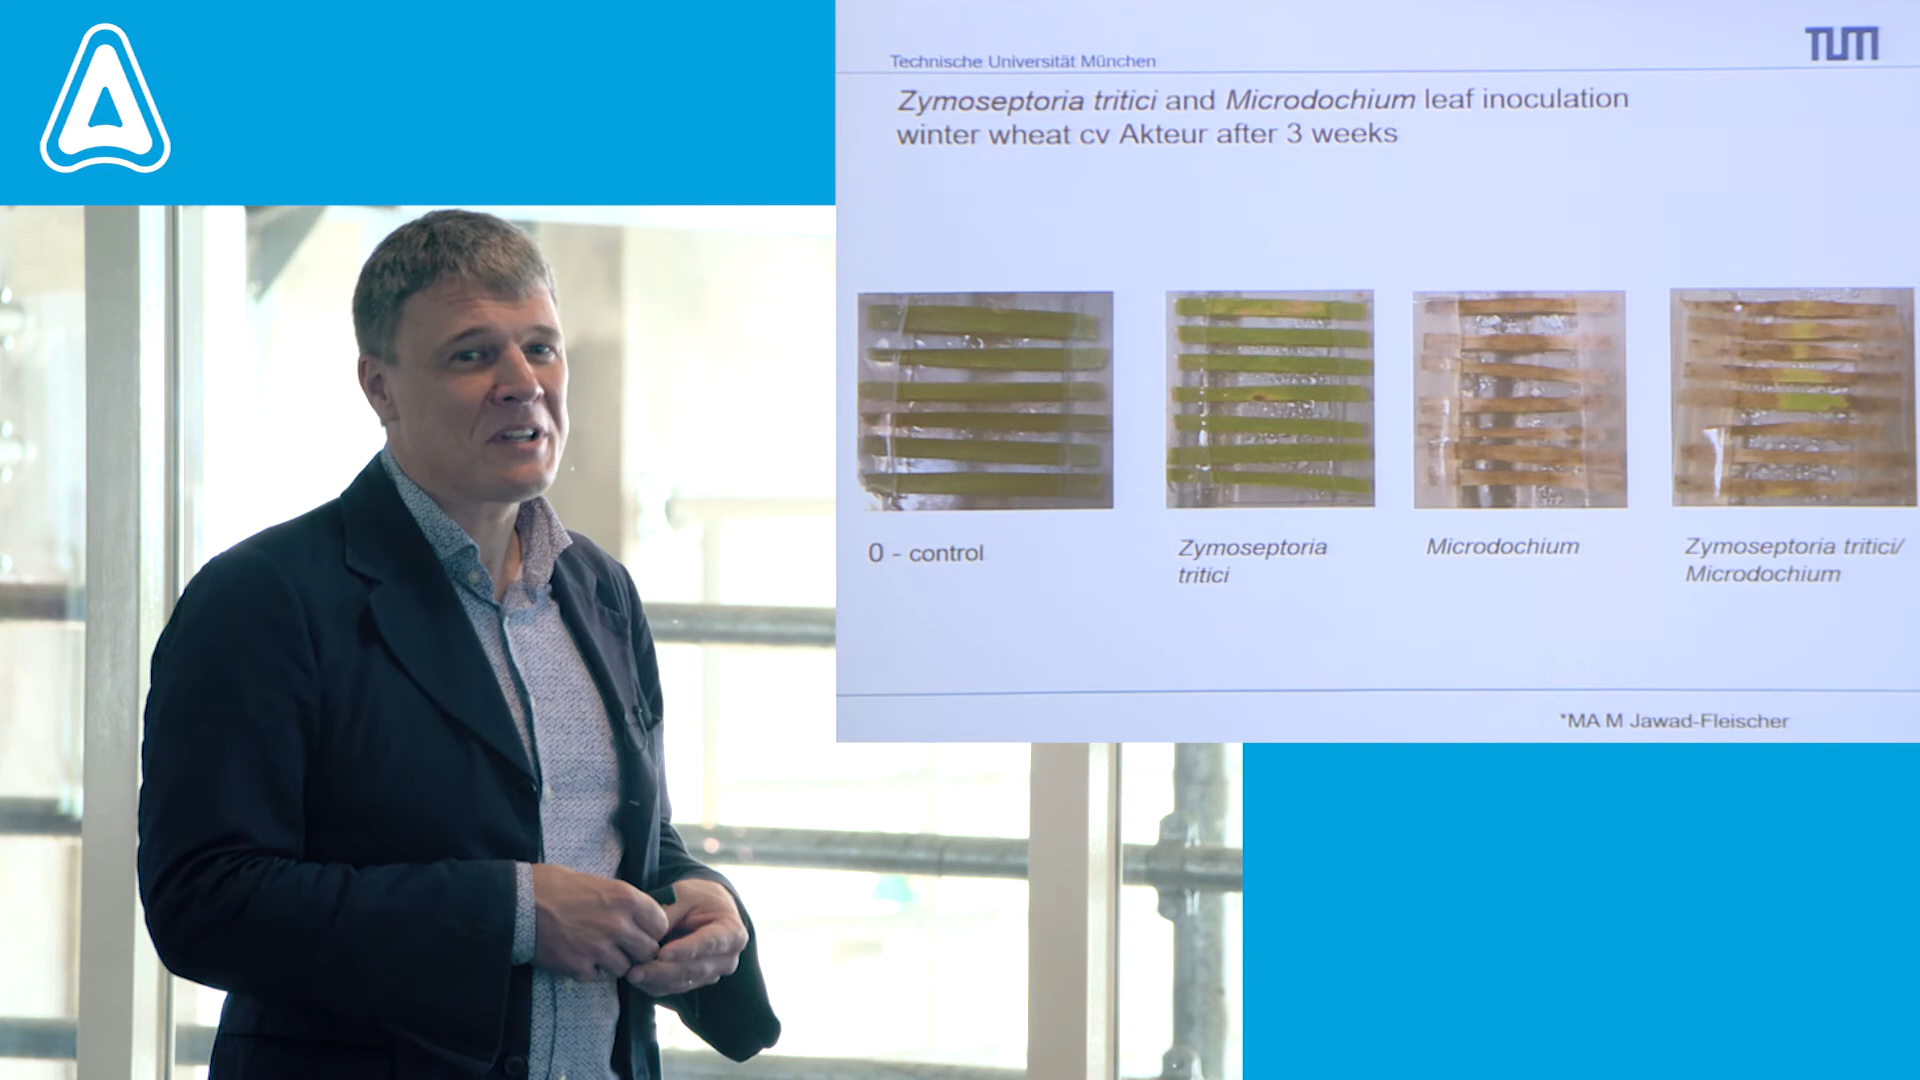 Technische Universität München
TUM
Zymoseptoria tritici and Microdochium leaf inoculation
winter wheat cv Akteur after 3 weeks
0 - control
Zymoseptoria
tritici
Microdochium
Zymoseptoria tritici/
Microdochium
*MA M Jawad-Fleischer